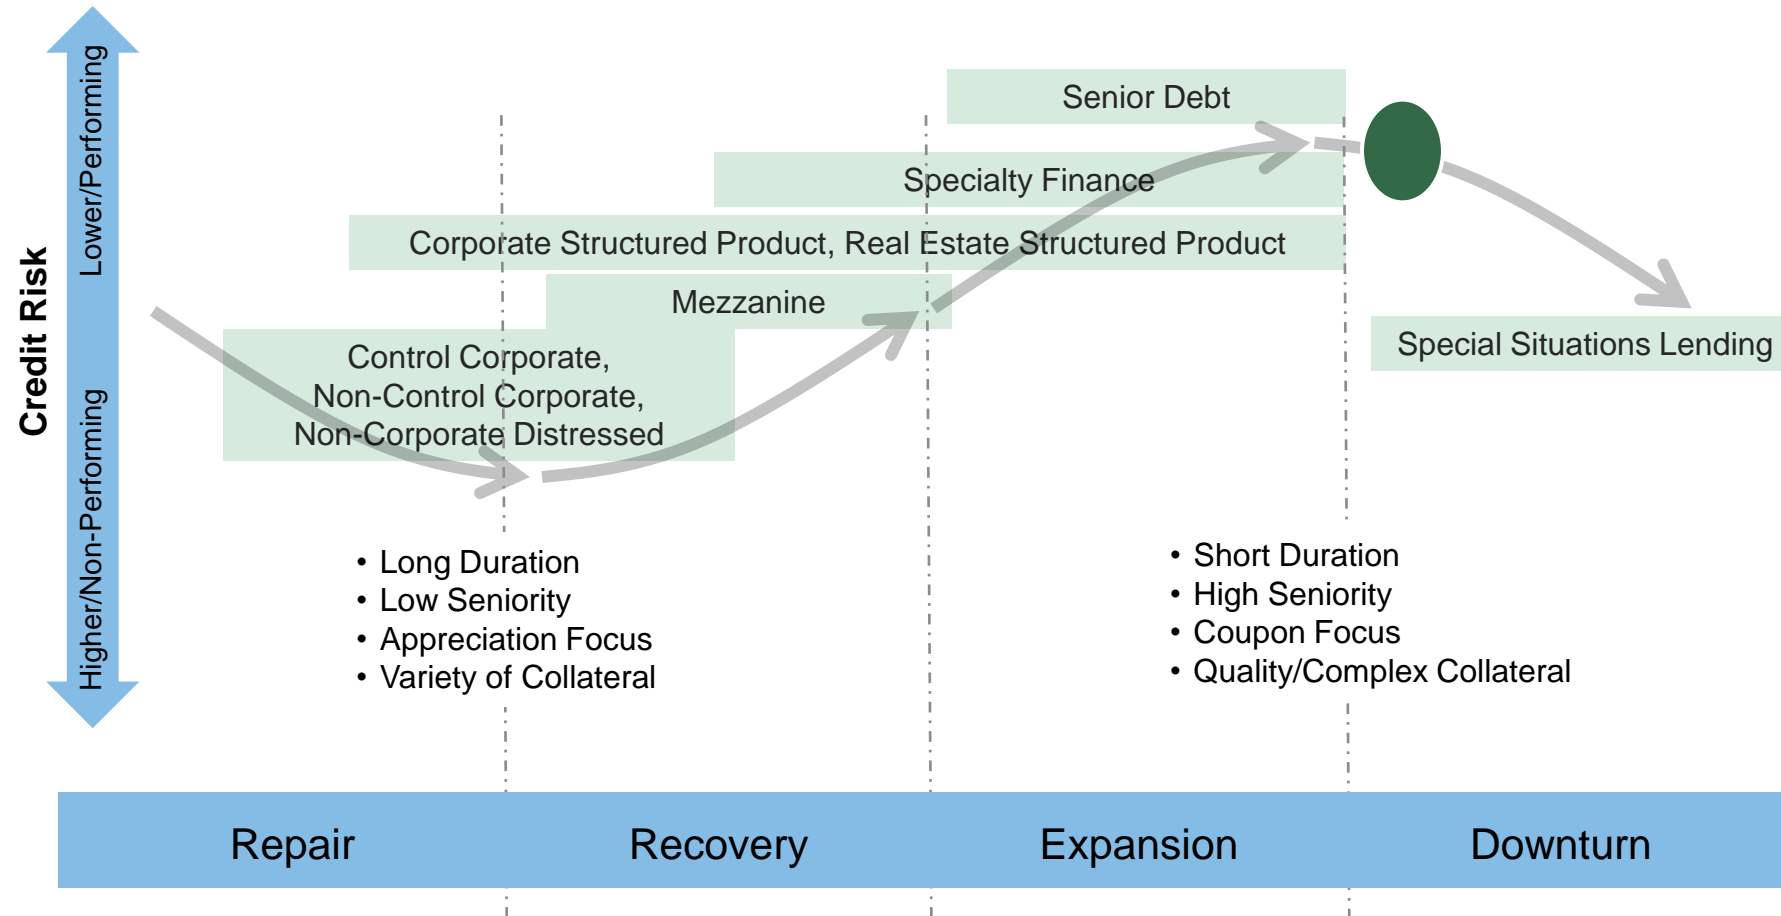 Credit Risk
Lower/Performing
Higher/Non-Performing
Senior Debt
Specialty Finance
Corporate Structured Product, Real Estate Structured Product
Mezzanine
Control Corporate,
Non-Control Corporate,
Non-Corporate Distressed
Special Situations Lending
• Long Duration
• Low Seniority
• Appreciation Focus
• Variety of Collateral
• Short Duration
• High Seniority
• Coupon Focus
• Quality/Complex Collateral
Repair
Recovery
Expansion
Downturn